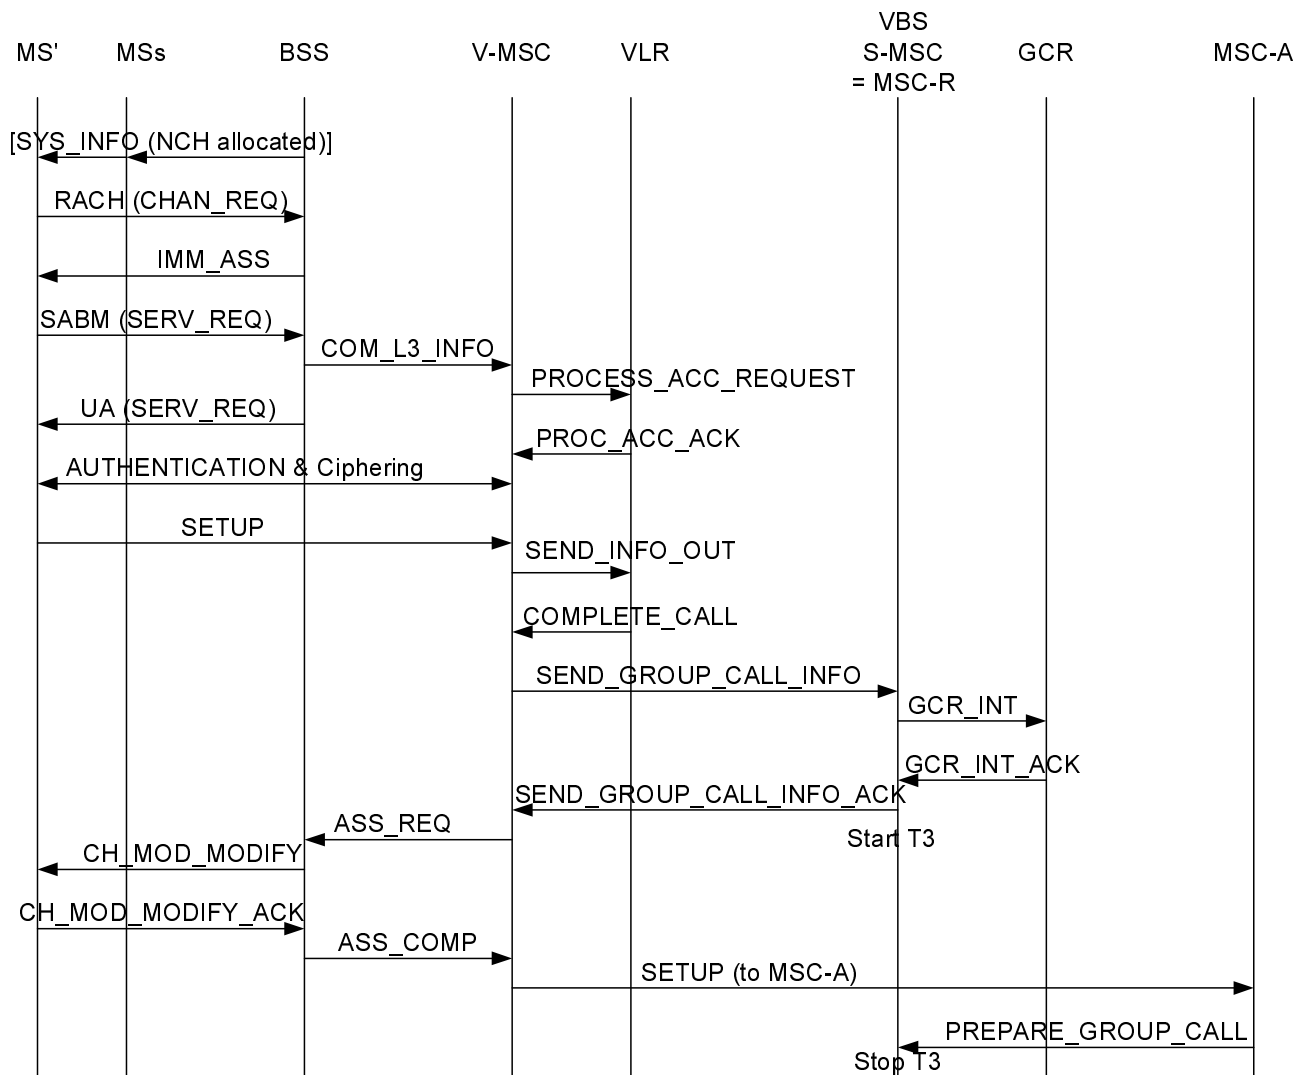 VBS
MS' MSs BSS V-MSC VLR S-MSC GCR MSC-A
= MSC-R
[SYS_INFO (NCH allocated)]
RACH (CHAN_REQ)
IMM_ASS
SABM (SERV_REQ)
COM_L3_INFO
PROCESS_ACC_REQUEST
UA (SERV_REQ)
PROC_ACC_ACK
AUTHENTICATION & Ciphering
SETUP
SEND_INFO_OUT
COMPLETE_CALL
SEND_GROUP_CALL_INFO
GCR_INT
GCR_INT_ACK
SEND_GROUP_CALL_INFO_ACK
ASS_REQ
Start T3
CH_MOD_MODIFY
CH_MOD_MODIFY_ACK
ASS_COMP
SETUP (to MSC-A)
PREPARE_GROUP_CALL
Stop T3